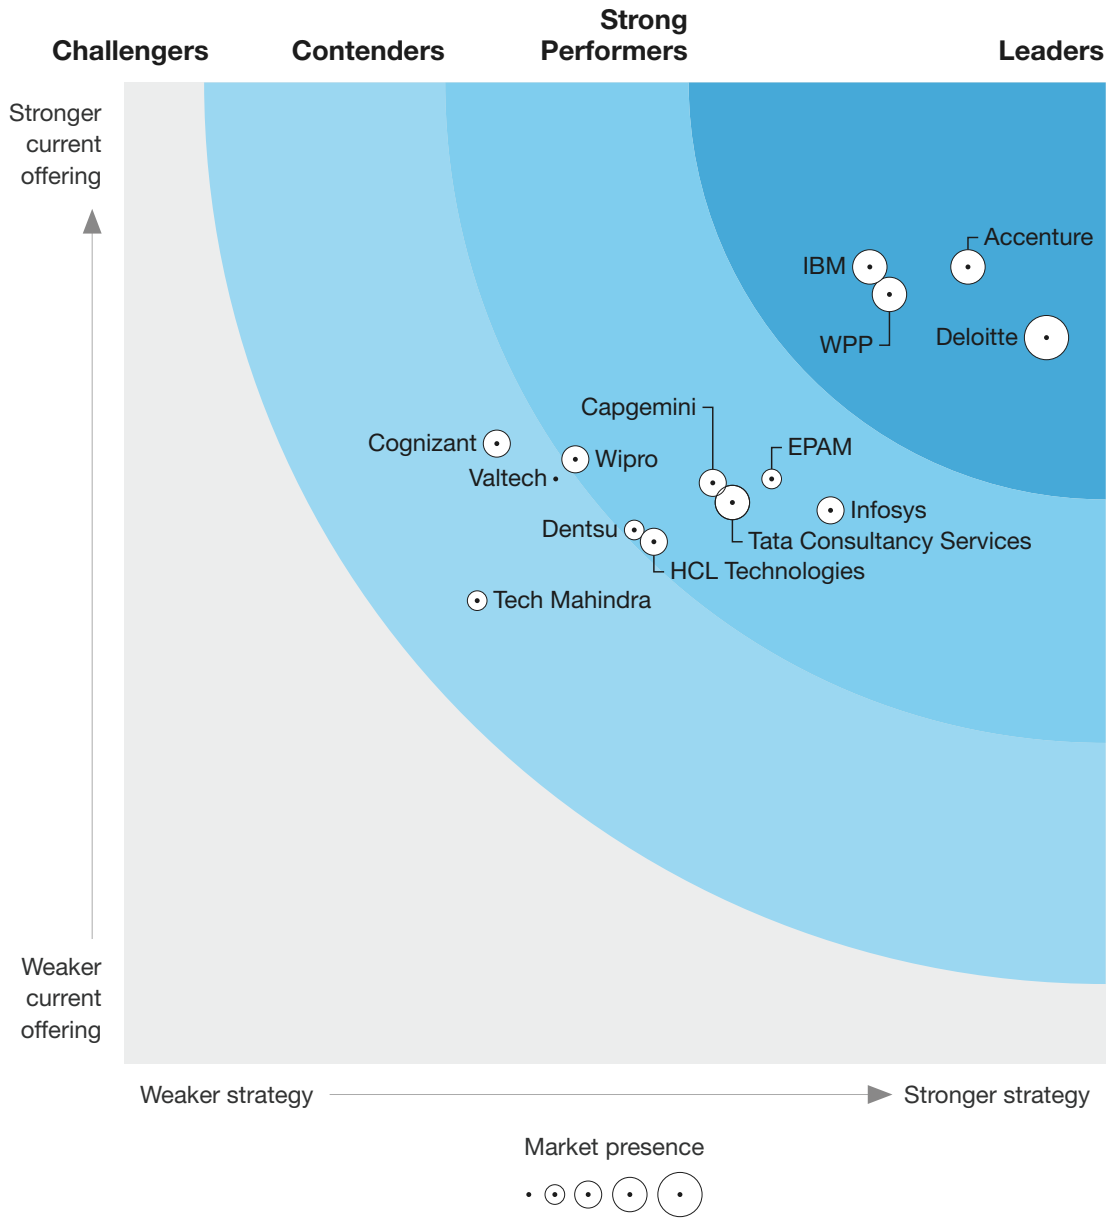 Challengers
Contenders
Strong
Performers
Leaders
Stronger
current
offering
Accenture
IBM
WPP
Deloitte
Capgemini
Cognizant
EPAM
Wipro
Valtech
Infosys
Dentsu
Tata Consultancy Services
HCL Technologies
Tech Mahindra
Weaker
current
offering
Weaker strategy
Stronger strategy
Market presence